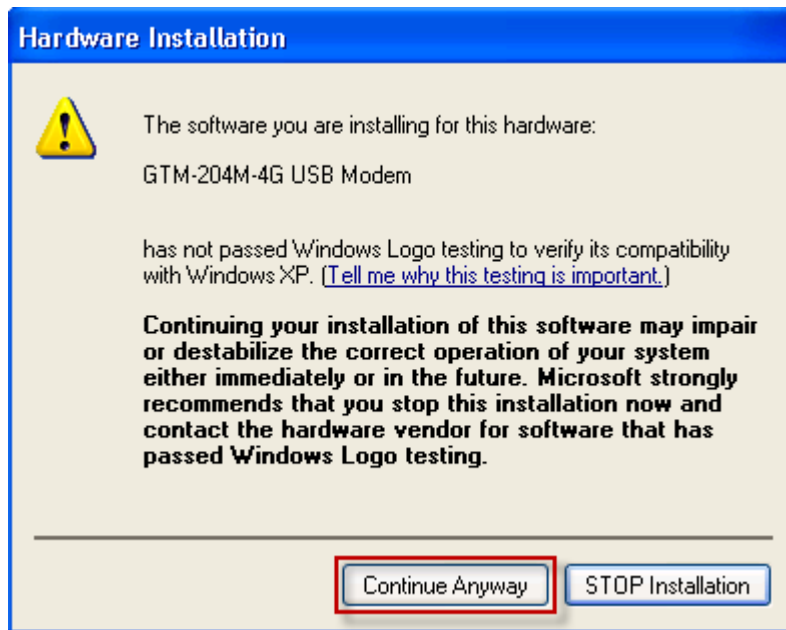 Hardware Installation
The software you are installing for this hardware:
GTM-204M-4G USB Modem
has not passed Windows Logo testing to verify its compatibility
with Windows XP. (Tell me why this testing is important.)
Continuing your installation of this software may impair
or destabilize the correct operation of your system
either immediately or in the future. Microsoft strongly
recommends that you stop this installation now and
contact the hardware vendor for software that has
passed Windows Logo testing.
Continue Anyway
STOP Installation